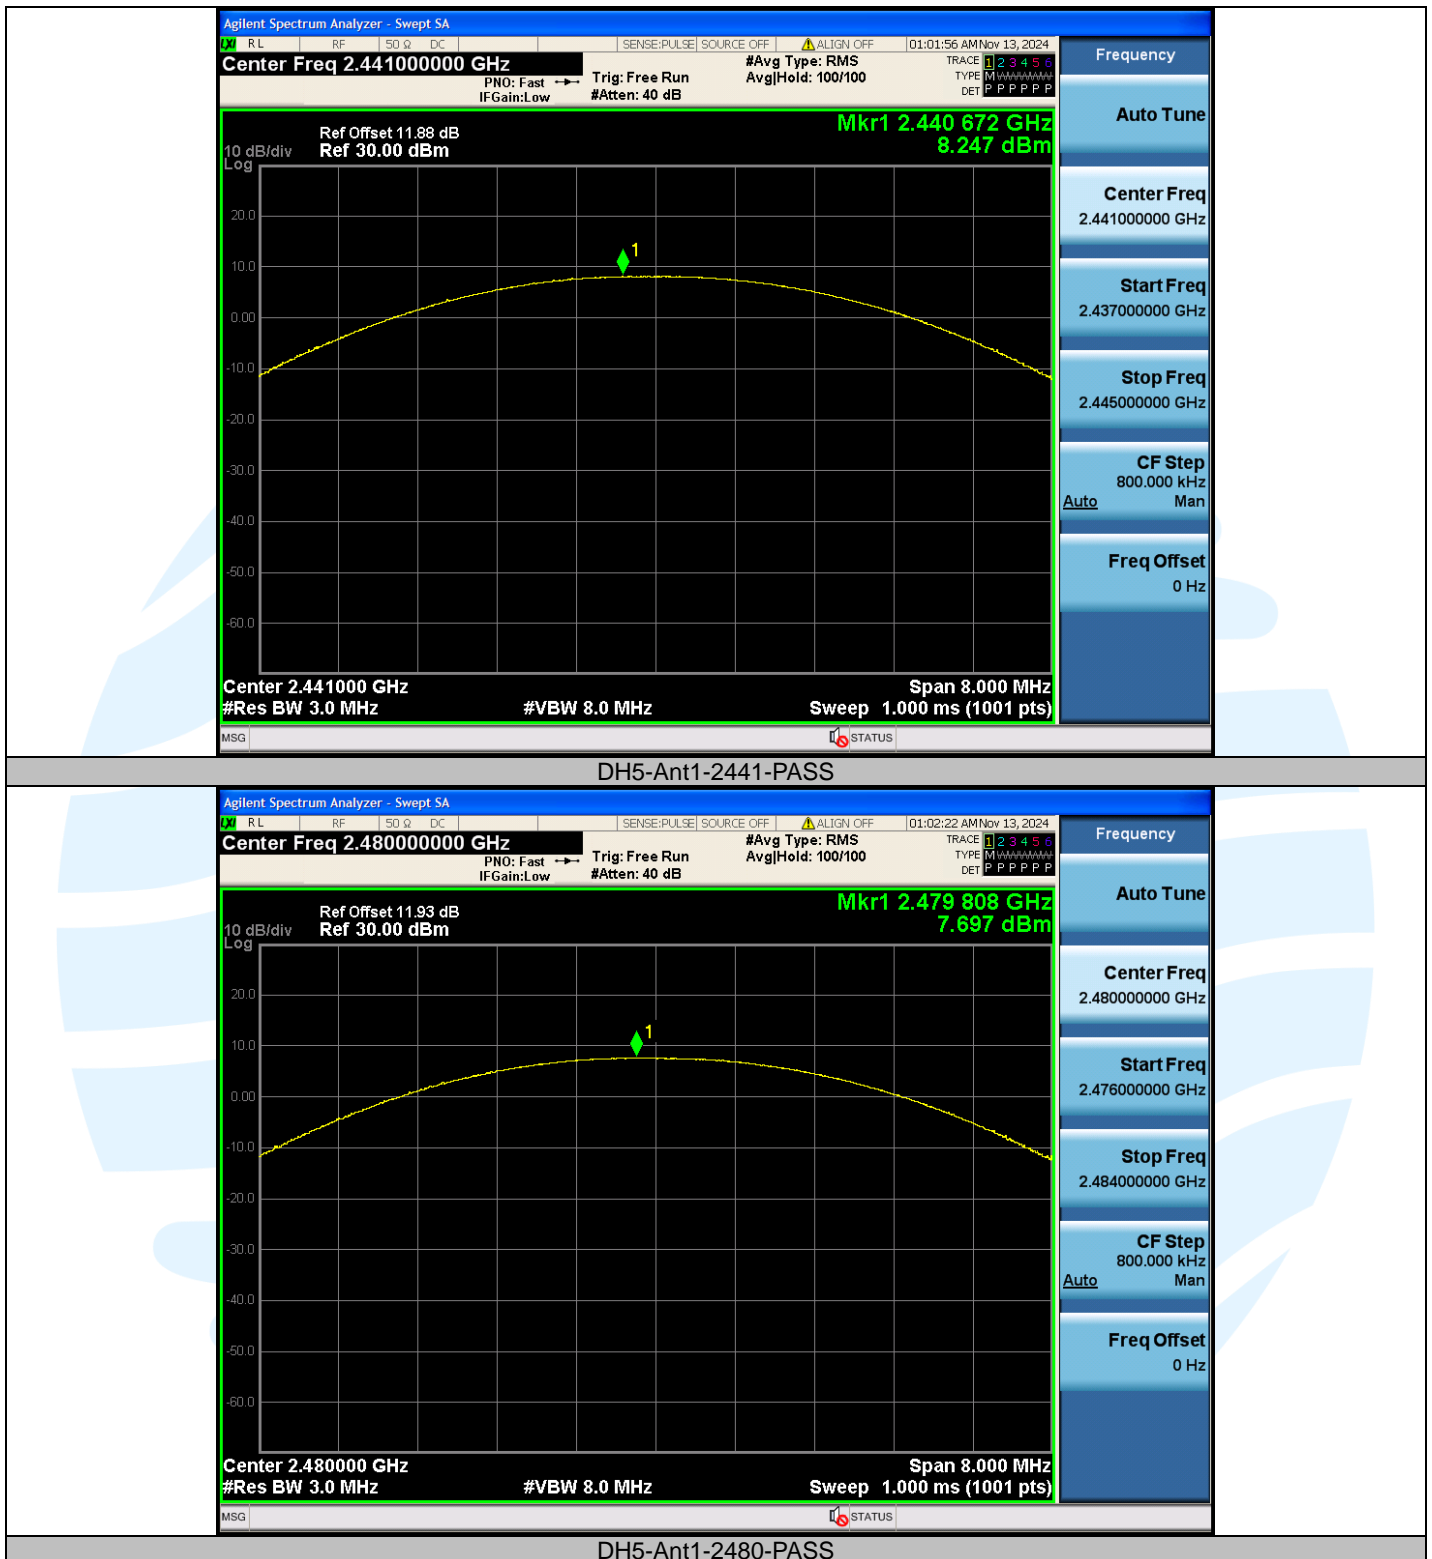 Agilent Spectrum Analyzer - Swept SA
LXI RL RF 50 Ω DC SENSE:PULSE SOURCE OFF ALIGN OFF 01:01:56 AM Nov 13, 2024
Center Freq 2.441000000 GHz
PNO: Fast
IFGain:Low
Trig: Free Run
#Atten: 40 dB
#Avg Type: RMS
Avg|Hold: 100/100
TRACE 1 2 3 4 5 6
TYPE M W W W W W
DET P P P P P P
Mkr1 2.440 672 GHz
8.247 dBm
Ref Offset 11.88 dB
10 dB/div Ref 30.00 dBm
Log
20.0
1
10.0
0.00
-10.0
-20.0
-30.0
-40.0
-50.0
-60.0
Center 2.441000 GHz Span 8.000 MHz
#Res BW 3.0 MHz #VBW 8.0 MHz Sweep 1.000 ms (1001 pts)
MSG STATUS
Frequency
Auto Tune
Center Freq
2.441000000 GHz
Start Freq
2.437000000 GHz
Stop Freq
2.445000000 GHz
CF Step
800.000 kHz
Auto Man
Freq Offset
0 Hz
DH5-Ant1-2441-PASS
Agilent Spectrum Analyzer - Swept SA
LXI RL RF 50 Ω DC SENSE:PULSE SOURCE OFF ALIGN OFF 01:02:22 AM Nov 13, 2024
Center Freq 2.480000000 GHz
PNO: Fast
IFGain:Low
Trig: Free Run
#Atten: 40 dB
#Avg Type: RMS
Avg|Hold: 100/100
TRACE 1 2 3 4 5 6
TYPE M W W W W W
DET P P P P P P
Mkr1 2.479 808 GHz
7.697 dBm
Ref Offset 11.93 dB
10 dB/div Ref 30.00 dBm
Log
20.0
1
10.0
0.00
-10.0
-20.0
-30.0
-40.0
-50.0
-60.0
Center 2.480000 GHz Span 8.000 MHz
#Res BW 3.0 MHz #VBW 8.0 MHz Sweep 1.000 ms (1001 pts)
MSG STATUS
Frequency
Auto Tune
Center Freq
2.480000000 GHz
Start Freq
2.476000000 GHz
Stop Freq
2.484000000 GHz
CF Step
800.000 kHz
Auto Man
Freq Offset
0 Hz
DH5-Ant1-2480-PASS